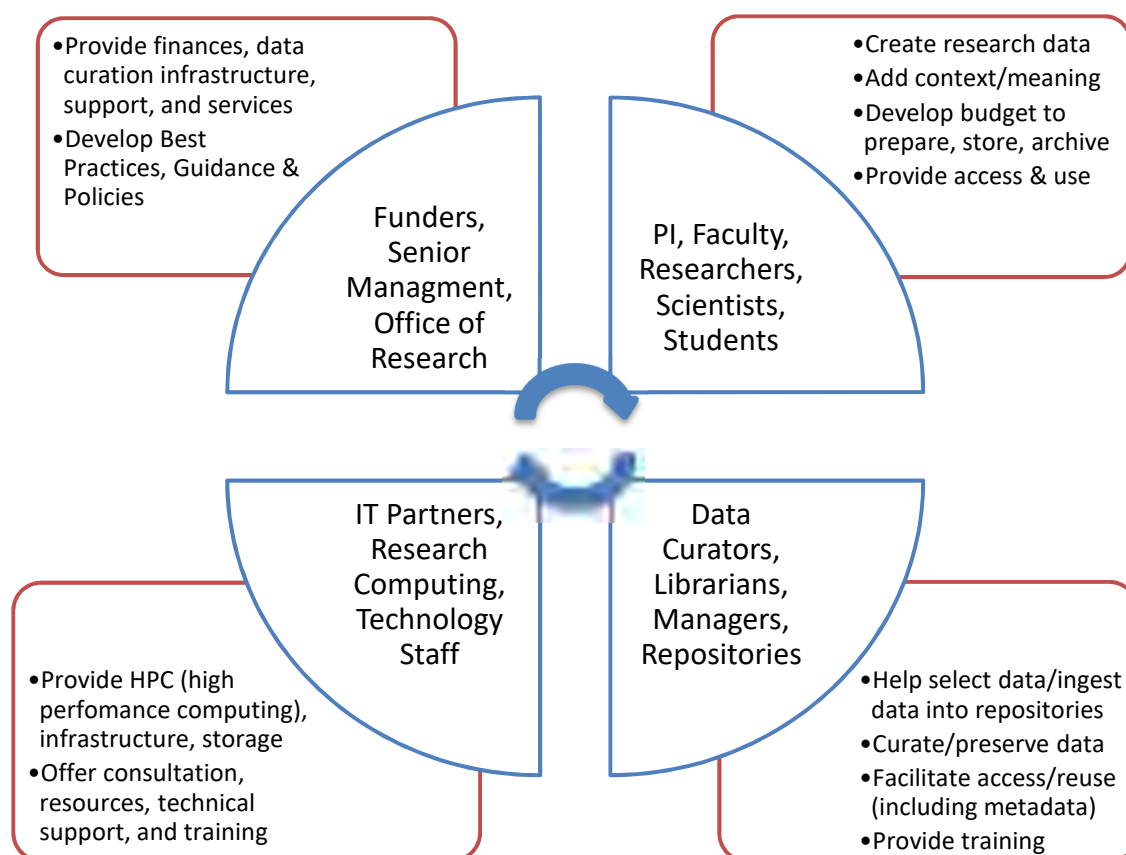 •Provide finances, data
curation infrastructure,
support, and services
•Develop Best
Practices, Guidance &
Policies
•Create research data
•Add context/meaning
•Develop budget to
prepare, store, archive
•Provide access & use
Funders,
Senior
Managment,
Office of
Research
PI, Faculty,
Researchers,
Scientists,
Students
IT Partners,
Research
Computing,
Technology
Staff
Data
Curators,
Librarians,
Managers,
Repositories
•Provide HPC (high
perfomance computing),
infrastructure, storage
•Offer consultation,
resources, technical
support, and training
•Help select data/ingest
data into repositories
•Curate/preserve data
•Facilitate access/reuse
(including metadata)
•Provide training